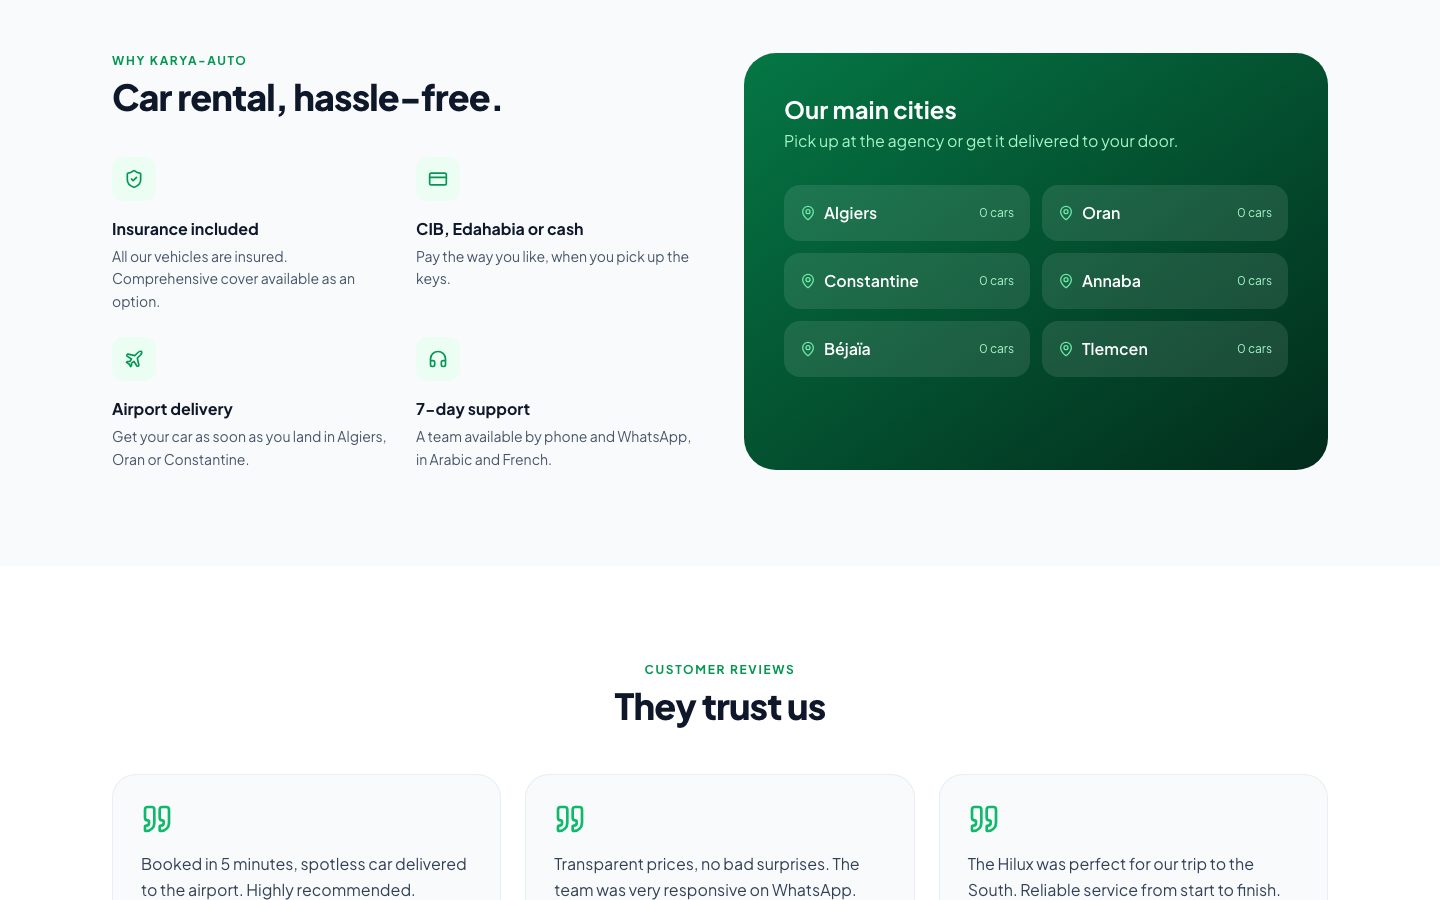 WHY KARYA-AUTO
Car rental, hassle-free.
Insurance included
All our vehicles are insured.
Comprehensive cover available as an
option.
CIB, Edahabia or cash
Pay the way you like, when you pick up the
keys.
Airport delivery
Get your car as soon as you land in Algiers,
Oran or Constantine.
7-day support
A team available by phone and WhatsApp,
in Arabic and French.
Our main cities
Pick up at the agency or get it delivered to your door.
Algiers 0 cars
Oran 0 cars
Constantine 0 cars
Annaba 0 cars
Béjaïa 0 cars
Tlemcen 0 cars
CUSTOMER REVIEWS
They trust us
Booked in 5 minutes, spotless car delivered
to the airport. Highly recommended.
Transparent prices, no bad surprises. The
team was very responsive on WhatsApp.
The Hilux was perfect for our trip to the
South. Reliable service from start to finish.